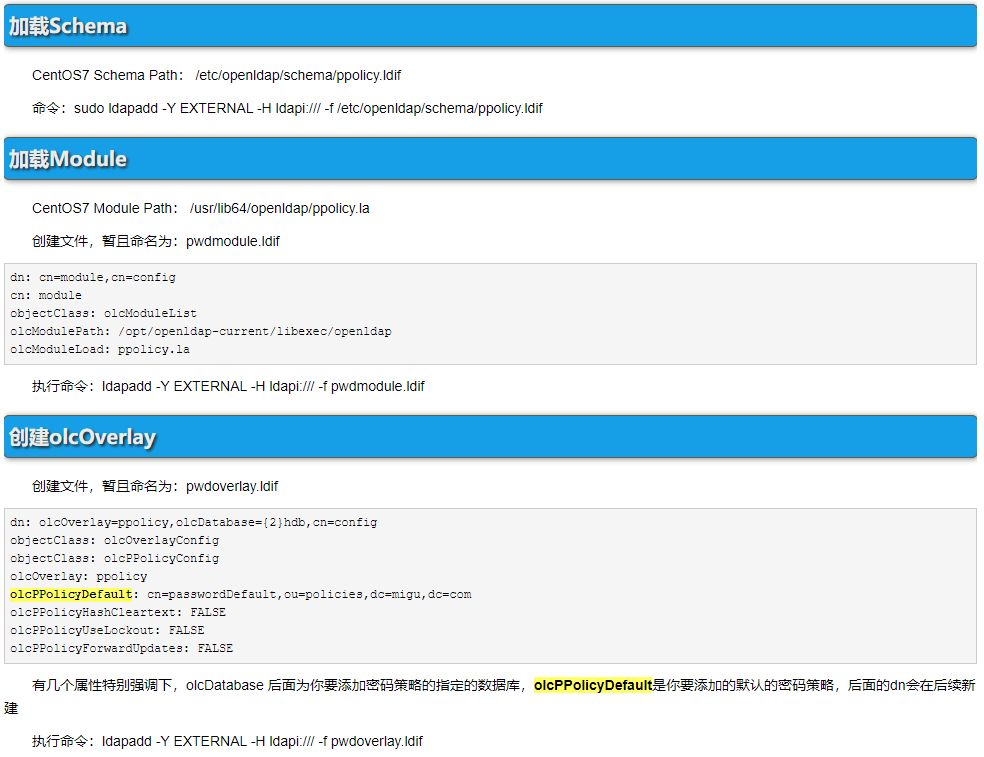 加载Schema
CentOS7 Schema Path： /etc/openldap/schema/ppolicy.ldif
命令：sudo ldapadd -Y EXTERNAL -H ldapi:/// -f /etc/openldap/schema/ppolicy.ldif
加载Module
CentOS7 Module Path： /usr/lib64/openldap/ppolicy.la
创建文件，暂且命名为：pwdmodule.ldif
dn: cn=module,cn=config
cn: module
objectClass: olcModuleList
olcModulePath: /opt/openldap-current/libexec/openldap
olcModuleLoad: ppolicy.la
执行命令：ldapadd -Y EXTERNAL -H ldapi:/// -f pwdmodule.ldif
创建olcOverlay
创建文件，暂且命名为：pwdoverlay.ldif
dn: olcOverlay=ppolicy,olcDatabase={2}hdb,cn=config
objectClass: olcOverlayConfig
objectClass: olcPPolicyConfig
olcOverlay: ppolicy
olcPPolicyDefault: cn=passwordDefault,ou=policies,dc=migu,dc=com
olcPPolicyHashCleartext: FALSE
olcPPolicyUseLockout: FALSE
olcPPolicyForwardUpdates: FALSE
有几个属性特别强调下，olcDatabase 后面为你要添加密码策略的指定的数据库，olcPPolicyDefault是你要添加的默认的密码策略，后面的dn会在后续新
建
执行命令：ldapadd -Y EXTERNAL -H ldapi:/// -f pwdoverlay.ldif